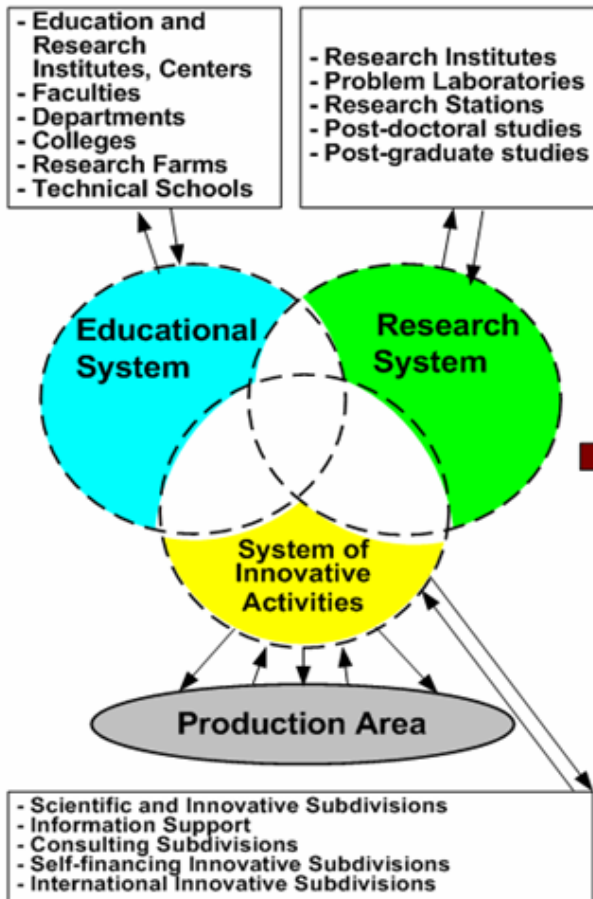 - Education and
Research
Institutes, Centers
- Faculties
- Departments
- Colleges
- Research Farms
- Technical Schools
- Research Institutes
- Problem Laboratories
- Research Stations
- Post-doctoral studies
- Post-graduate studies
Educational
System
Research
System
System of
Innovative
Activities
Production Area
- Scientific and Innovative Subdivisions
- Information Support
- Consulting Subdivisions
- Self-financing Innovative Subdivisions
- International Innovative Subdivisions